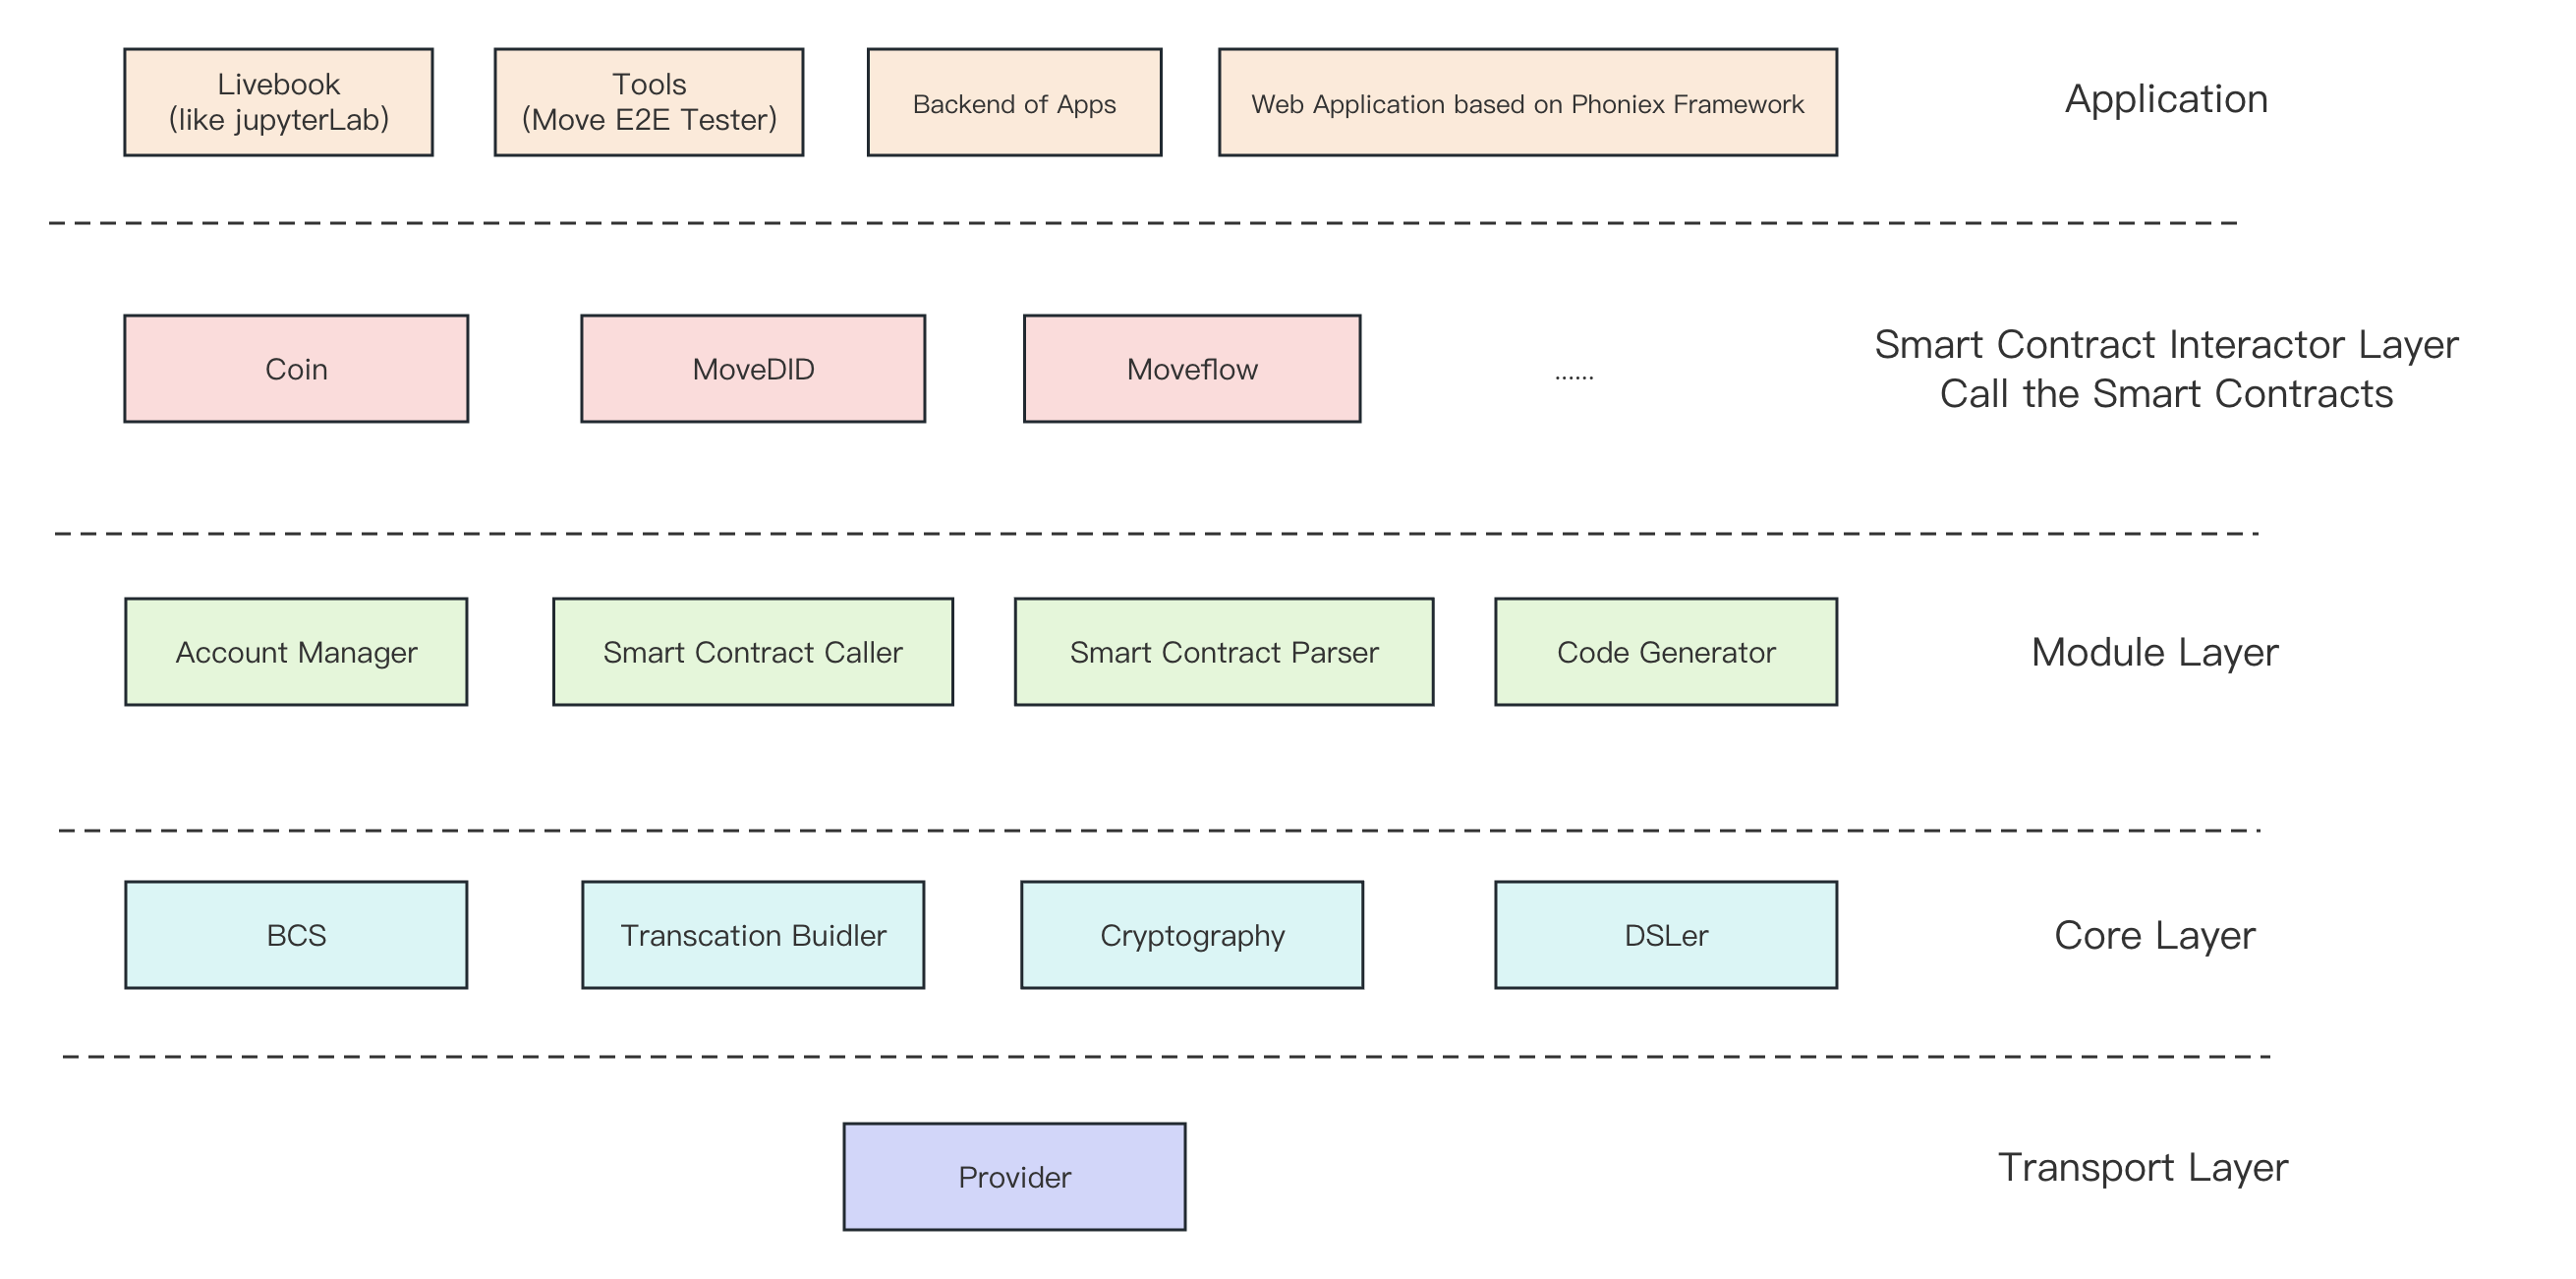 Livebook
(like jupyterLab)
Tools
(Move E2E Tester)
Backend of Apps
Web Application based on Phoniex Framework
Application
Coin
MoveDID
Moveflow
......
Smart Contract Interactor Layer
Call the Smart Contracts
Account Manager
Smart Contract Caller
Smart Contract Parser
Code Generator
Module Layer
BCS
Transcation Buidler
Cryptography
DSLer
Core Layer
Provider
Transport Layer